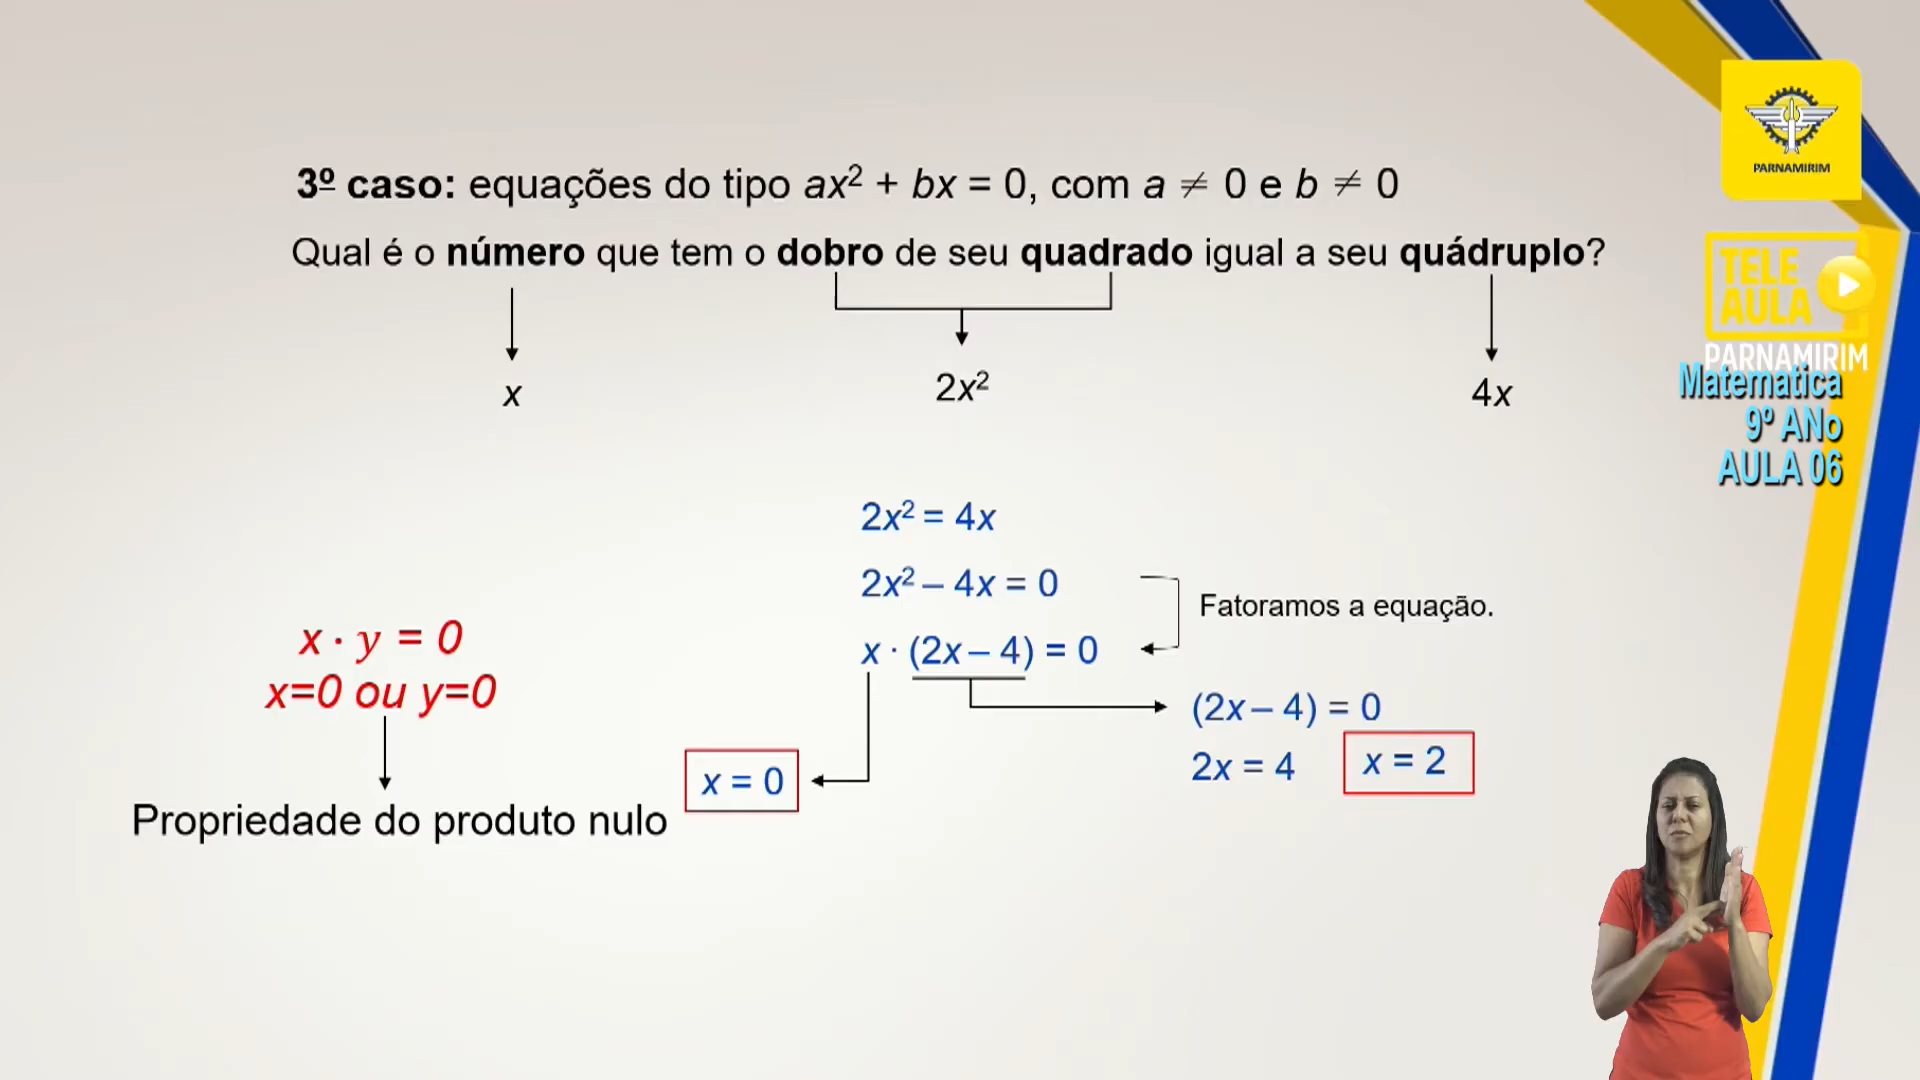 3º caso: equações do tipo ax² + bx = 0, com a ≠ 0 e b ≠ 0
Qual é o número que tem o dobro de seu quadrado igual a seu quádruplo?
x
2x²
4x
2x² = 4x
2x² – 4x = 0
Fatoramos a equação.
x · (2x – 4) = 0
x · y = 0
x=0 ou y=0
Propriedade do produto nulo
x = 0
(2x – 4) = 0
2x = 4
x = 2
PARNAMIRIM
TELE
AULA
PARNAMIRIM
Matematica
9º ANo
AULA 06